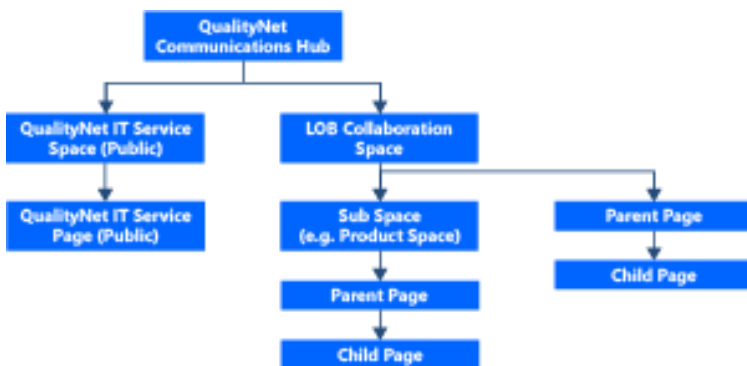 QualityNet
Communications Hub
QualityNet IT Service
Space (Public)
LOB Collaboration
Space
QualityNet IT Service
Page (Public)
Sub Space
(e.g. Product Space)
Parent Page
Parent Page
Child Page
Child Page